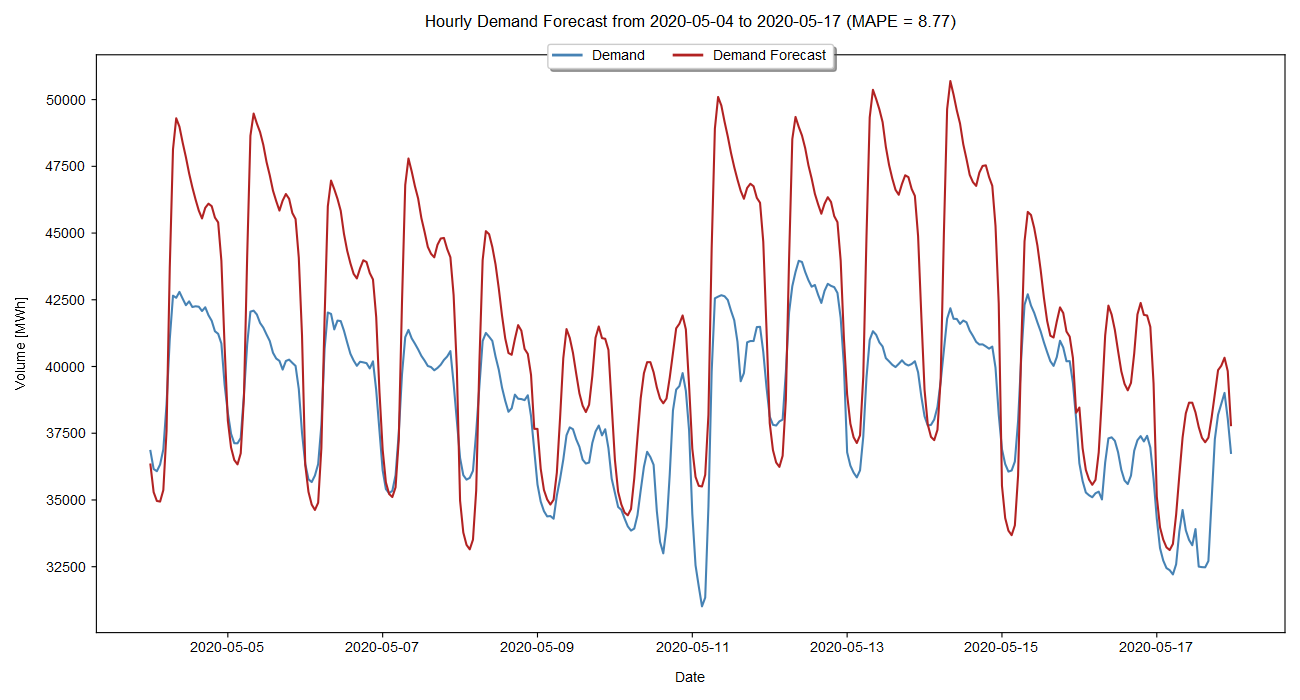 Hourly Demand Forecast from 2020-05-04 to 2020-05-17 (MAPE = 8.77)
Demand Demand Forecast
50000
47500
45000
42500
40000
37500
35000
32500
Volume [MWh]
2020-05-05 2020-05-07 2020-05-09 2020-05-11 2020-05-13 2020-05-15 2020-05-17
Date